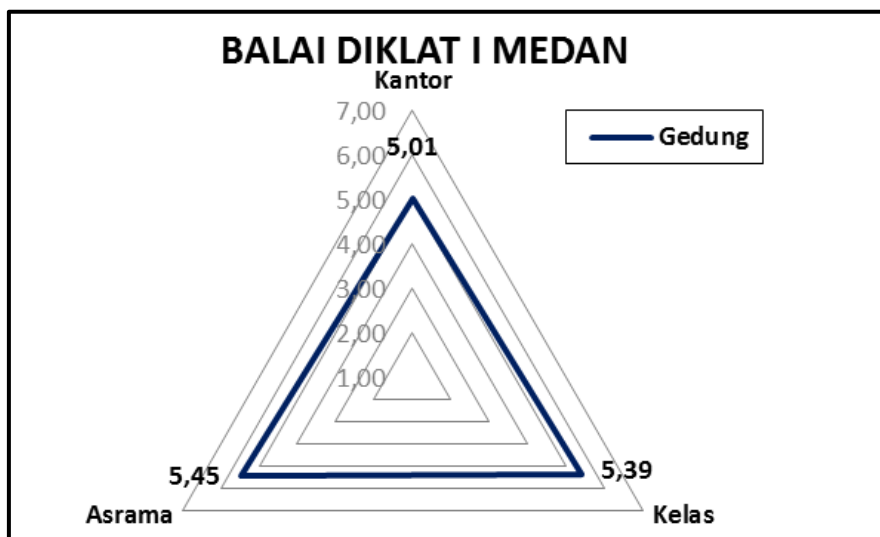 BALAI DIKLAT I MEDAN
Kantor
7,00
5,01
6,00
5,00
4,00
3,00
2,00
1,00
Gedung
5,45
5,39
Asrama
Kelas